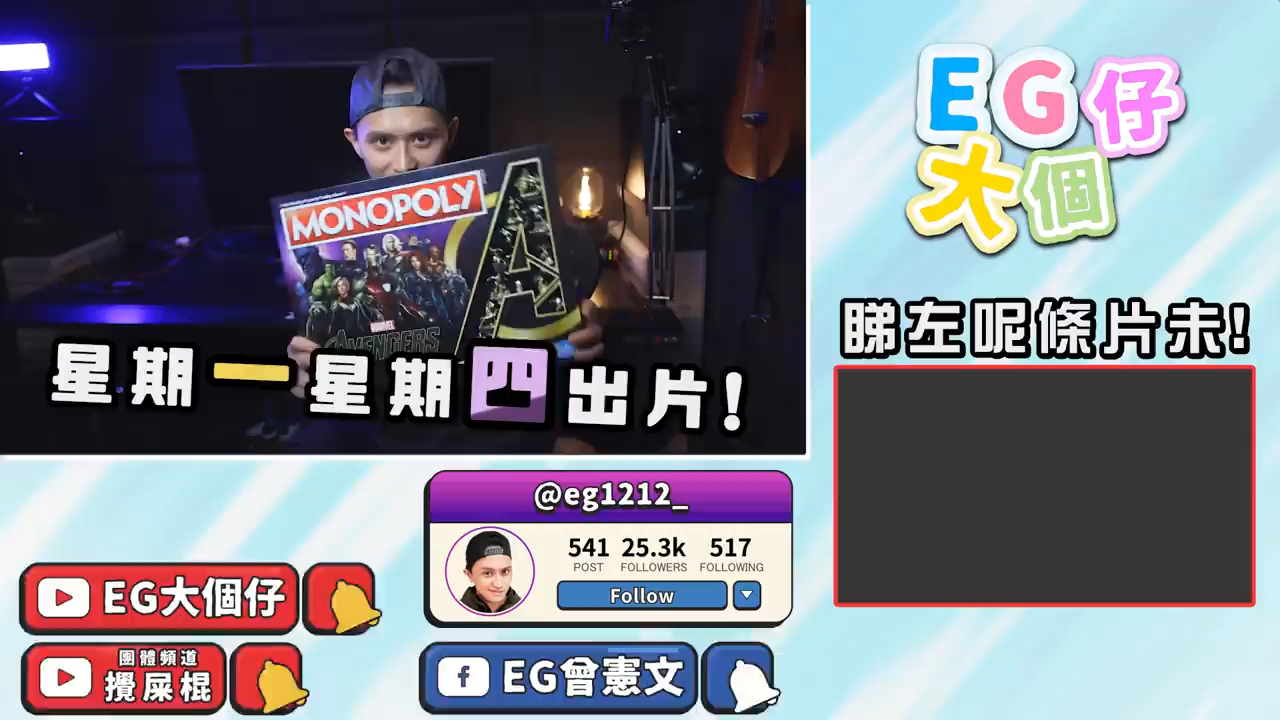 MONOPOLY
MARVEL
AVENGERS
星期一星期四出片!
EG仔
大個
睇左呢條片未!
@eg1212_
541 25.3k 517
POST FOLLOWERS FOLLOWING
Follow
EG大個仔
團體頻道
攪屎棍
EG曾憲文